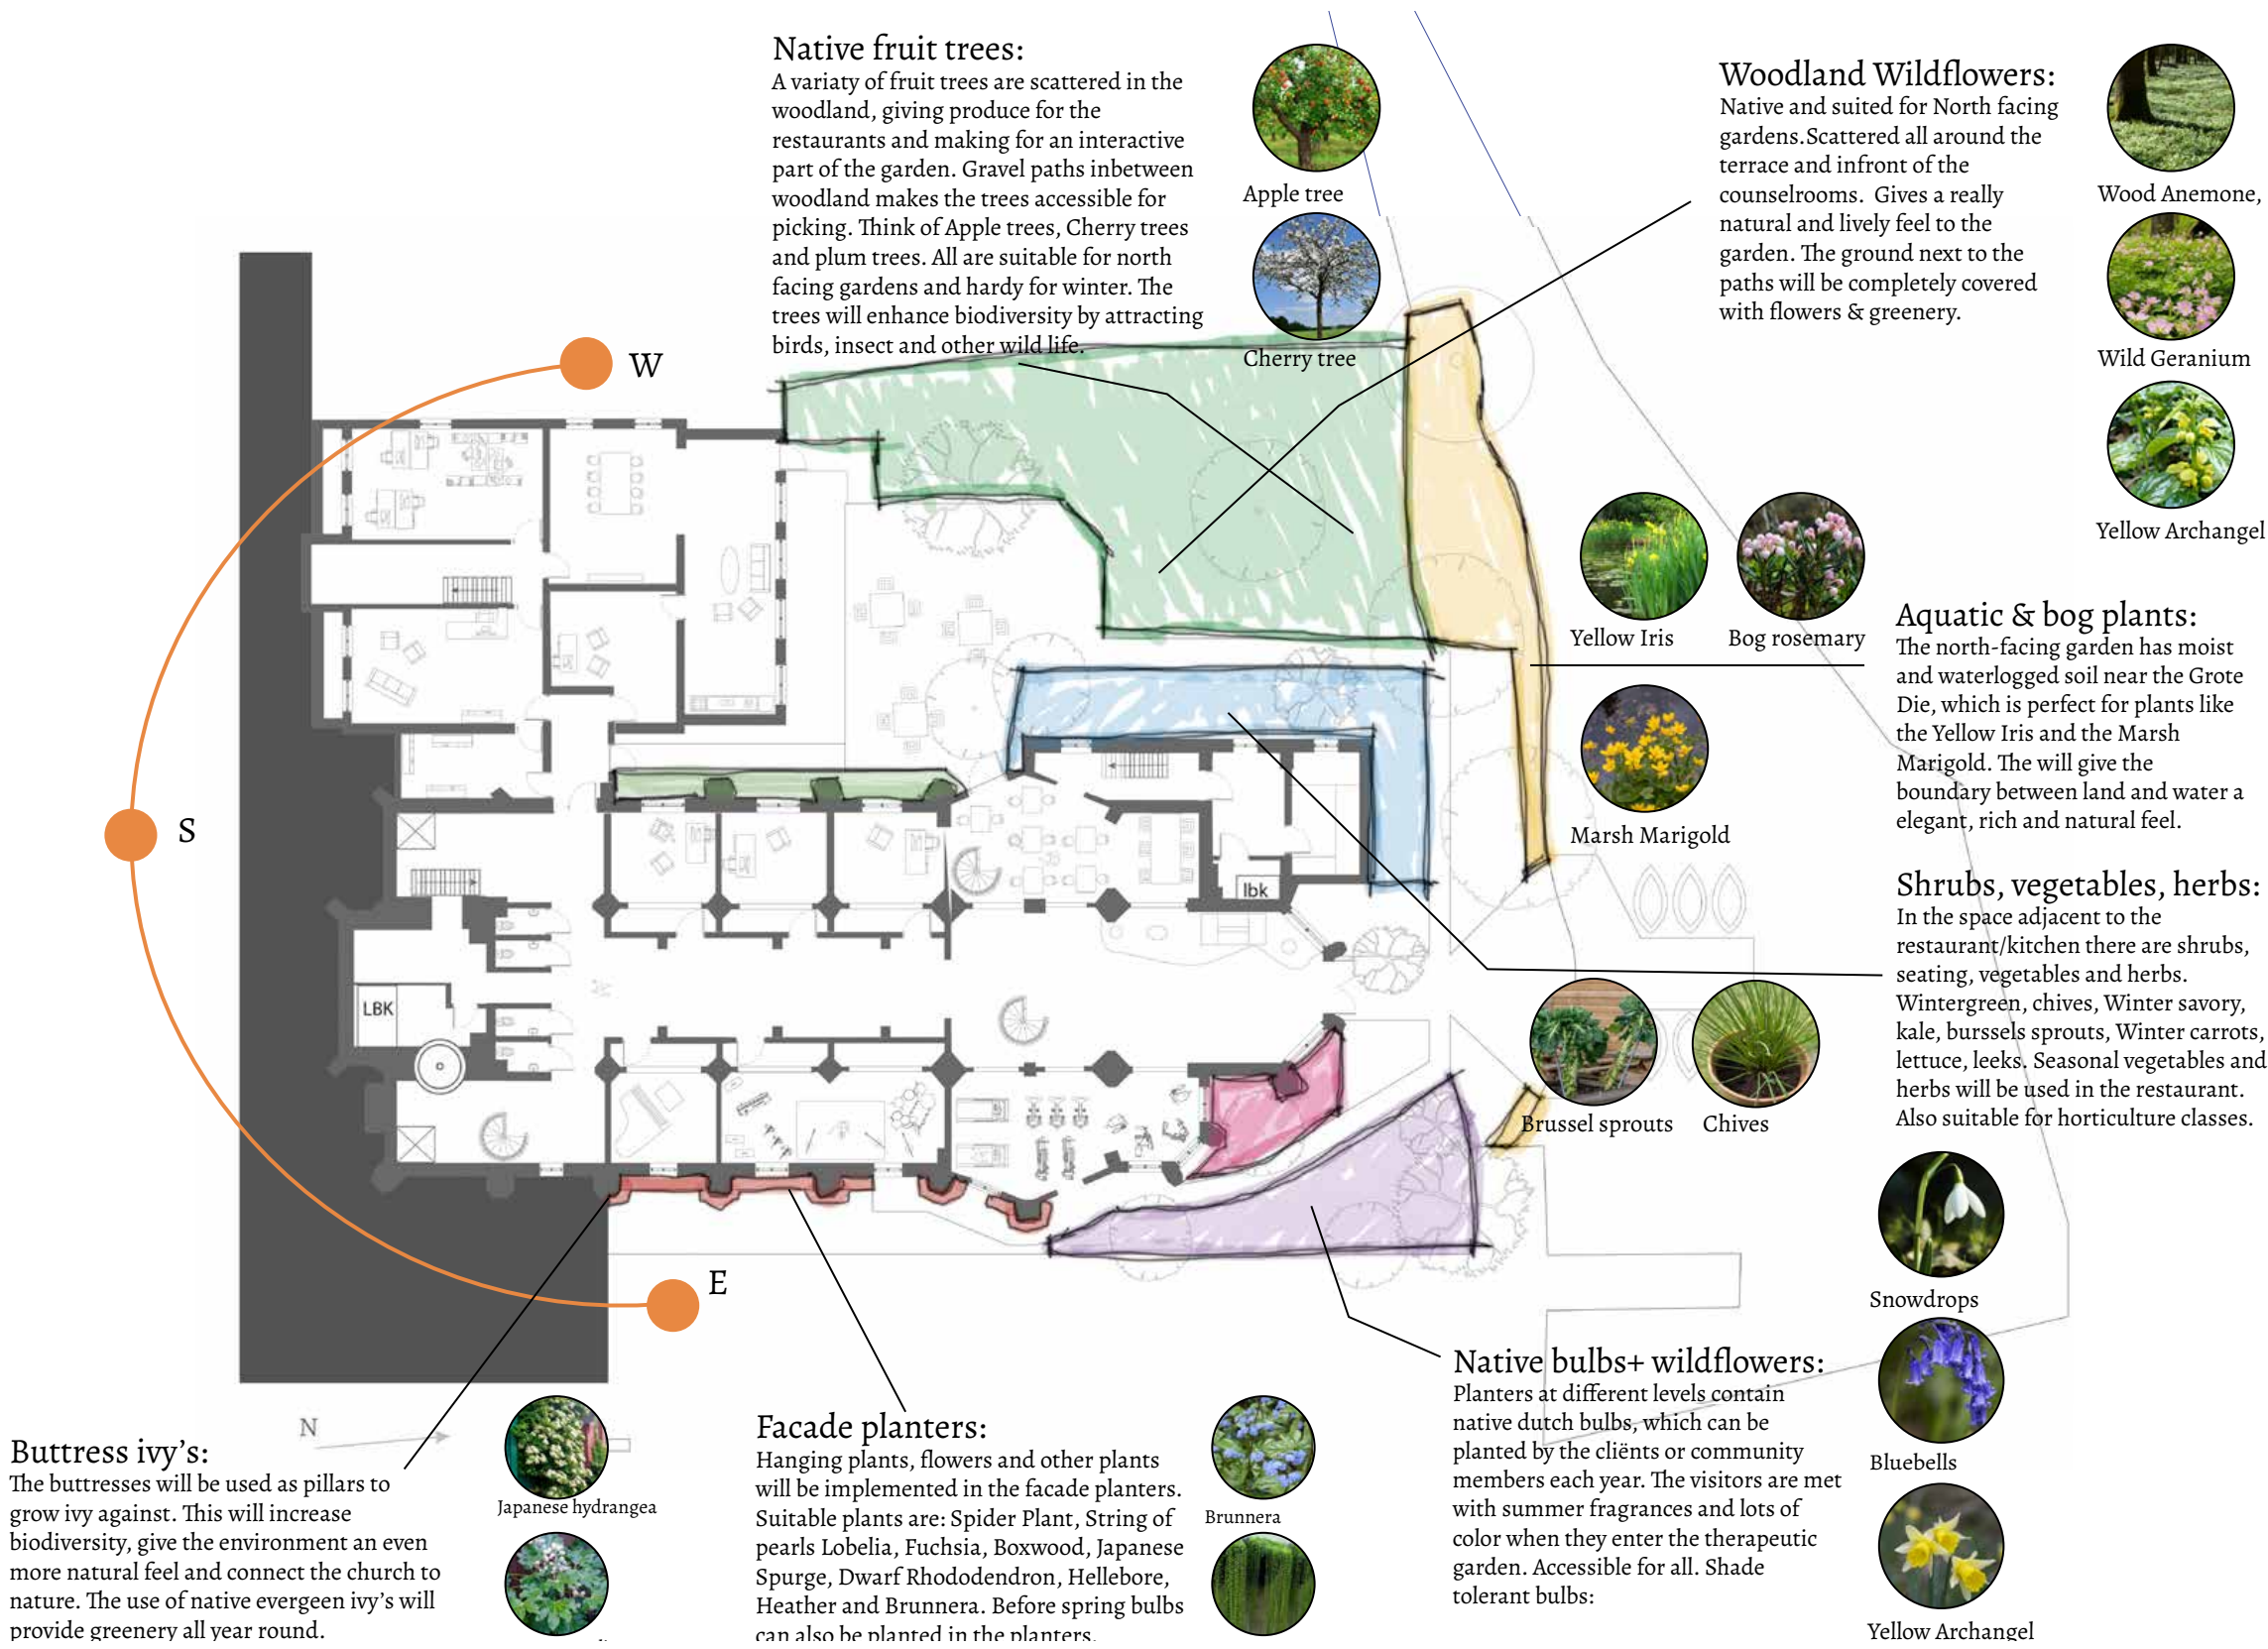 Native fruit trees:
A variaty of fruit trees are scattered in the
woodland, giving produce for the
restaurants and making for an interactive
part of the garden. Gravel paths inbetween
woodland makes the trees accessible for
picking. Think of Apple trees, Cherry trees
and plum trees. All are suitable for north
facing gardens and hardy for winter. The
trees will enhance biodiversity by attracting
birds, insect and other wild life.
Apple tree
Cherry tree
Woodland Wildflowers:
Native and suited for North facing
gardens.Scattered all around the
terrace and infront of the
counselrooms. Gives a really
natural and lively feel to the
garden. The ground next to the
paths will be completely covered
with flowers & greenery.
Wood Anemone,
Wild Geranium
Yellow Archangel
W
S
E
N
Yellow Iris
Bog rosemary
Marsh Marigold
Aquatic & bog plants:
The north-facing garden has moist
and waterlogged soil near the Grote
Die, which is perfect for plants like
the Yellow Iris and the Marsh
Marigold. The will give the
boundary between land and water a
elegant, rich and natural feel.
Shrubs, vegetables, herbs:
In the space adjacent to the
restaurant/kitchen there are shrubs,
seating, vegetables and herbs.
Wintergreen, chives, Winter savory,
kale, burssels sprouts, Winter carrots,
lettuce, leeks. Seasonal vegetables and
herbs will be used in the restaurant.
Also suitable for horticulture classes.
Brussel sprouts
Chives
lbk
LBK
Snowdrops
Bluebells
Yellow Archangel
Native bulbs+ wildflowers:
Planters at different levels contain
native dutch bulbs, which can be
planted by the cliënts or community
members each year. The visitors are met
with summer fragrances and lots of
color when they enter the therapeutic
garden. Accessible for all. Shade
tolerant bulbs:
Buttress ivy's:
The buttresses will be used as pillars to
grow ivy against. This will increase
biodiversity, give the environment an even
more natural feel and connect the church to
nature. The use of native evergeen ivy's will
provide greenery all year round.
Japanese hydrangea
Facade planters:
Hanging plants, flowers and other plants
will be implemented in the facade planters.
Suitable plants are: Spider Plant, String of
pearls Lobelia, Fuchsia, Boxwood, Japanese
Spurge, Dwarf Rhododendron, Hellebore,
Heather and Brunnera. Before spring bulbs
can also be planted in the planters.
Brunnera